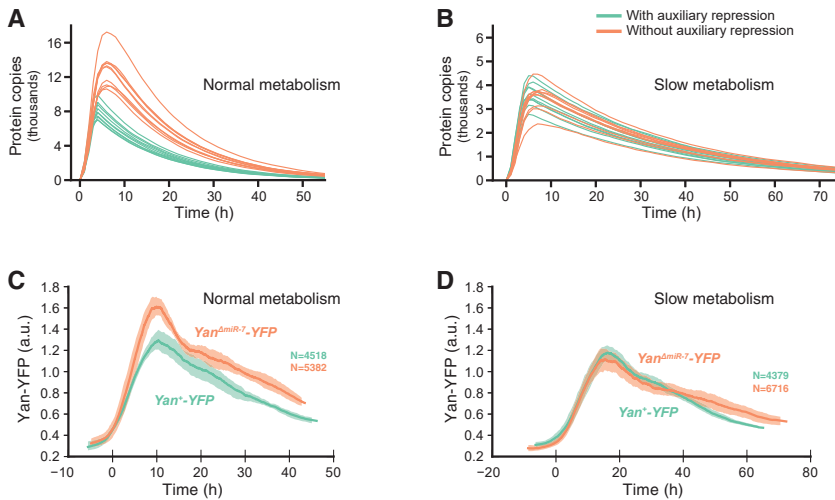 A
Protein copies
(thousands)
16
12
8
4
0
Normal metabolism
0 10 20 30 40 50
Time (h)
B
With auxiliary repression
Without auxiliary repression
Protein copies
(thousands)
6
5
4
3
2
1
0
Slow metabolism
0 10 20 30 40 50 60 70
Time (h)
C
Yan-YFP (a.u.)
1.8
1.6
1.4
1.2
1.0
0.8
0.6
0.4
0.2
Normal metabolism
YanΔmiR-7-YFP
N=4518
N=5382
Yan+-YFP
−10 0 10 20 30 40 50
Time (h)
D
Yan-YFP (a.u.)
1.8
1.6
1.4
1.2
1.0
0.8
0.6
0.4
0.2
Slow metabolism
YanΔmiR-7-YFP
N=4379
N=6716
Yan+-YFP
−20 0 20 40 60 80
Time (h)